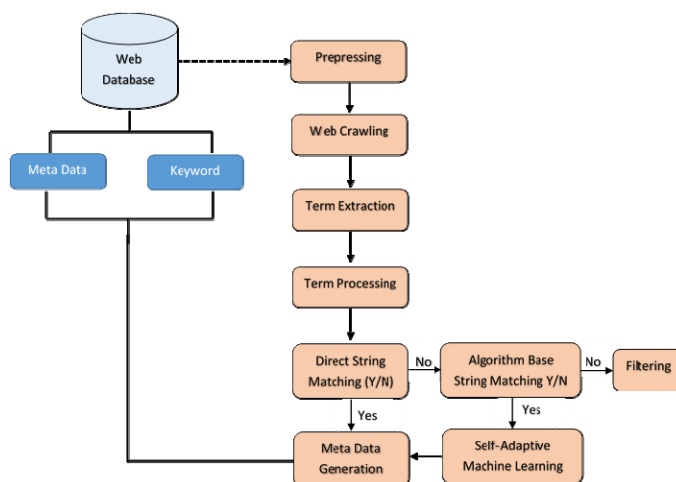 Web
Database
Prepressing
Web Crawling
Meta Data
Keyword
Term Extraction
Term Processing
Direct String
Matching (Y/N)
No
Algorithm Base
String Matching Y/N
No
Filtering
Yes
Yes
Meta Data
Generation
Self-Adaptive
Machine Learning